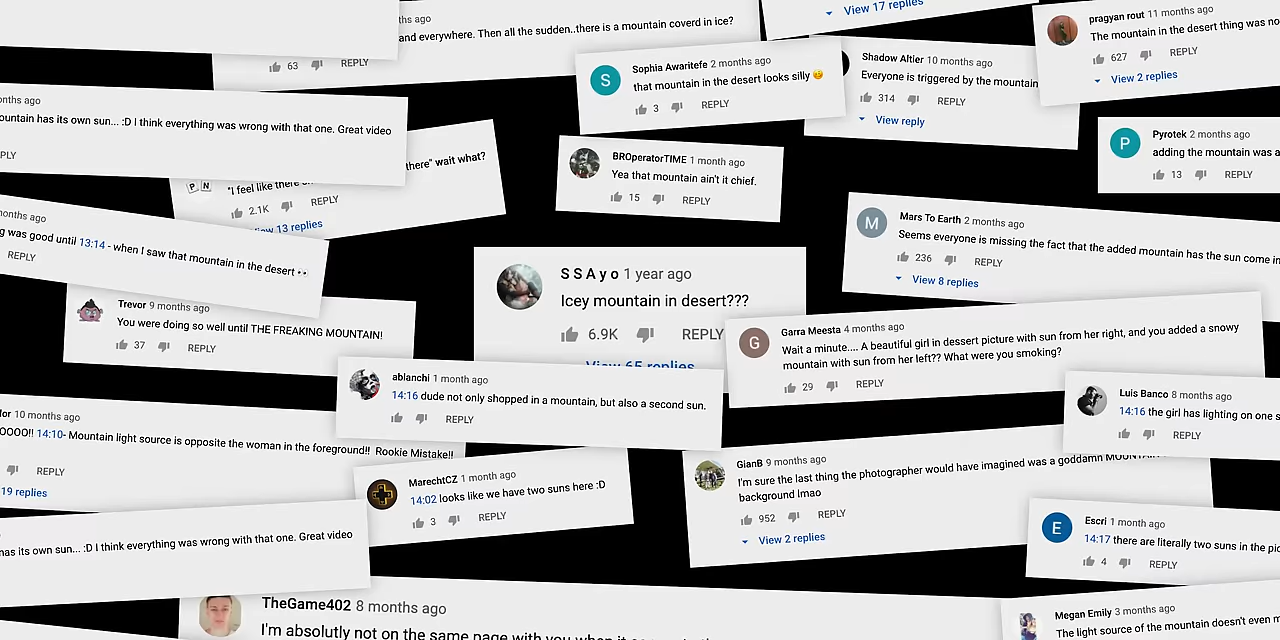 ths ago
and everywhere. Then all the sudden..there is a mountain coverd in ice?
63 REPLY
View 17 replies
pragyan rout 11 months ago
The mountain in the desert thing was no
627 REPLY
View 2 replies
Sophia Awaritefe 2 months ago
that mountain in the desert looks silly 🥴
3 REPLY
Shadow Altier 10 months ago
Everyone is triggered by the mountain
314 REPLY
View reply
onths ago
ountain has its own sun... :D I think everything was wrong with that one. Great video
PLY
there" wait what?
"I feel like there
2.1K REPLY
View 13 replies
P N
BROperatorTIME 1 month ago
Yea that mountain ain't it chief.
15 REPLY
Pyrotek 2 months ago
P
adding the mountain was a
13 REPLY
months ago
g was good until 13:14 - when I saw that mountain in the desert 👀
REPLY
M
Mars To Earth 2 months ago
Seems everyone is missing the fact that the added mountain has the sun come in
236 REPLY
View 8 replies
S
S S A y o 1 year ago
Icey mountain in desert???
6.9K REPLY
View 65 replies
Trevor 9 months ago
You were doing so well until THE FREAKING MOUNTAIN!
37 REPLY
G
Garra Meesta 4 months ago
Wait a minute.... A beautiful girl in dessert picture with sun from her right, and you added a snowy
mountain with sun from her left?? What were you smoking?
29 REPLY
ablanchi 1 month ago
14:16 dude not only shopped in a mountain, but also a second sun.
REPLY
Luis Banco 8 months ago
14:16 the girl has lighting on one s
REPLY
for 10 months ago
OOOO!! 14:10- Mountain light source is opposite the woman in the foreground!! Rookie Mistake!!
REPLY
19 replies
MarechtCZ 1 month ago
14:02 looks like we have two suns here :D
3 REPLY
GianB 9 months ago
I'm sure the last thing the photographer would have imagined was a goddamn MOUNTAIN
background lmao
952 REPLY
View 2 replies
E
Escri 1 month ago
14:17 there are literally two suns in the pic
4 REPLY
has its own sun... :D I think everything was wrong with that one. Great video
TheGame402 8 months ago
I'm absolutly not on the same page with you when it
Megan Emily 3 months ago
The light source of the mountain doesn't even m